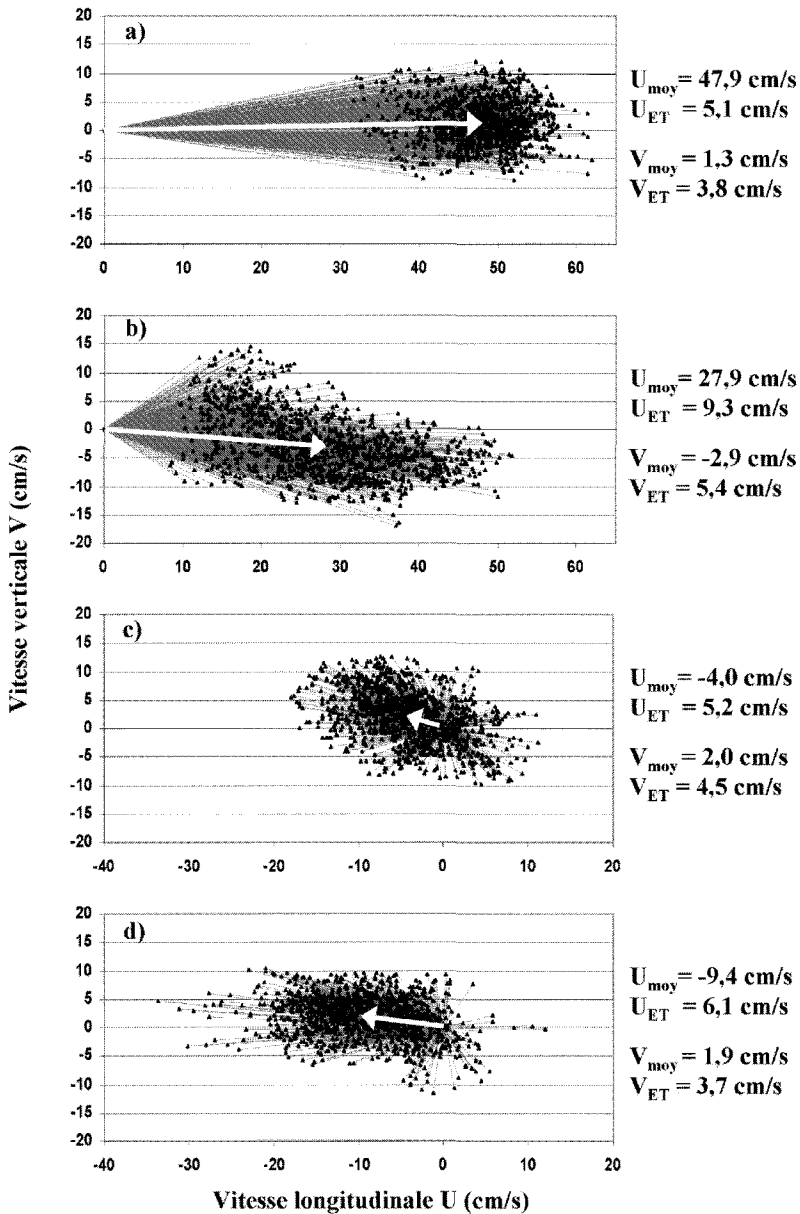 Vitesse verticale V (cm/s)
a)
20
15
10
5
0
-5
-10
-15
-20
0 10 20 30 40 50 60
U_moy= 47,9 cm/s
U_ET = 5,1 cm/s
V_moy = 1,3 cm/s
V_ET = 3,8 cm/s
b)
20
15
10
5
0
-5
-10
-15
-20
0 10 20 30 40 50 60
U_moy= 27,9 cm/s
U_ET = 9,3 cm/s
V_moy = -2,9 cm/s
V_ET = 5,4 cm/s
c)
20
15
10
5
0
-5
-10
-15
-20
-40 -30 -20 -10 0 10 20
U_moy= -4,0 cm/s
U_ET = 5,2 cm/s
V_moy = 2,0 cm/s
V_ET = 4,5 cm/s
d)
20
15
10
5
0
-5
-10
-15
-20
-40 -30 -20 -10 0 10 20
U_moy= -9,4 cm/s
U_ET = 6,1 cm/s
V_moy = 1,9 cm/s
V_ET = 3,7 cm/s
Vitesse longitudinale U (cm/s)